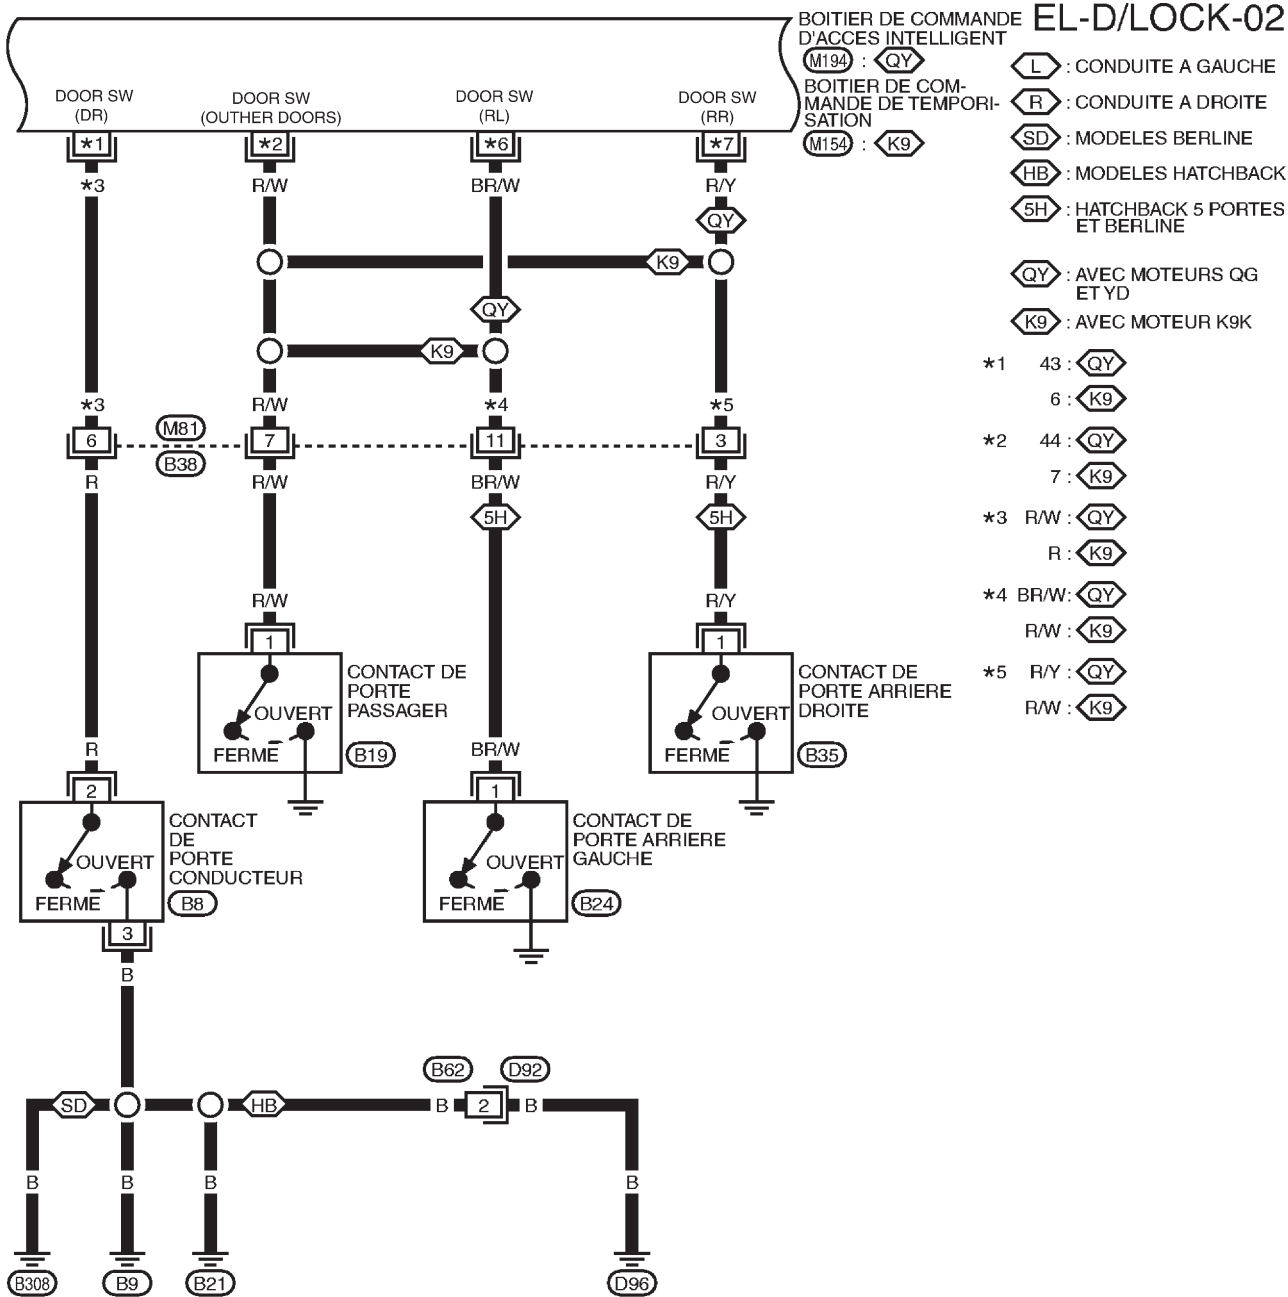 EL-D/LOCK-02
BOITIER DE COMMANDE
D'ACCES INTELLIGENT
M194 : QY
BOITIER DE COM-
MANDE DE TEMPORI-
SATION
M154 : K9
L : CONDUITE A GAUCHE
R : CONDUITE A DROITE
SD : MODELES BERLINE
HB : MODELES HATCHBACK
5H : HATCHBACK 5 PORTES
ET BERLINE
QY : AVEC MOTEURS QG
ET YD
K9 : AVEC MOTEUR K9K
*1 43 : QY
6 : K9
*2 44 : QY
7 : K9
*3 R/W : QY
R : K9
*4 BR/W: QY
R/W : K9
*5 R/Y : QY
R/W : K9
DOOR SW
(DR)
DOOR SW
(OUTHER DOORS)
DOOR SW
(RL)
DOOR SW
(RR)
*1 *2 *6 *7
*3 R/W BR/W R/Y
QY
K9
QY
K9
*3 R/W *4 *5
M81
6 7 11 3
B38
R R/W BR/W R/Y
5H 5H
R/W R/Y
1 1
CONTACT DE
PORTE
PASSAGER
OUVERT
FERME
B19
CONTACT DE
PORTE ARRIERE
DROITE
OUVERT
FERME
B35
R BR/W
2 1
CONTACT
DE
PORTE
CONDUCTEUR
OUVERT
FERME
B8
CONTACT DE
PORTE ARRIERE
GAUCHE
OUVERT
FERME
B24
3
B
B62 D92
SD HB B 2 B
B B B B
B308 B9 B21 D96